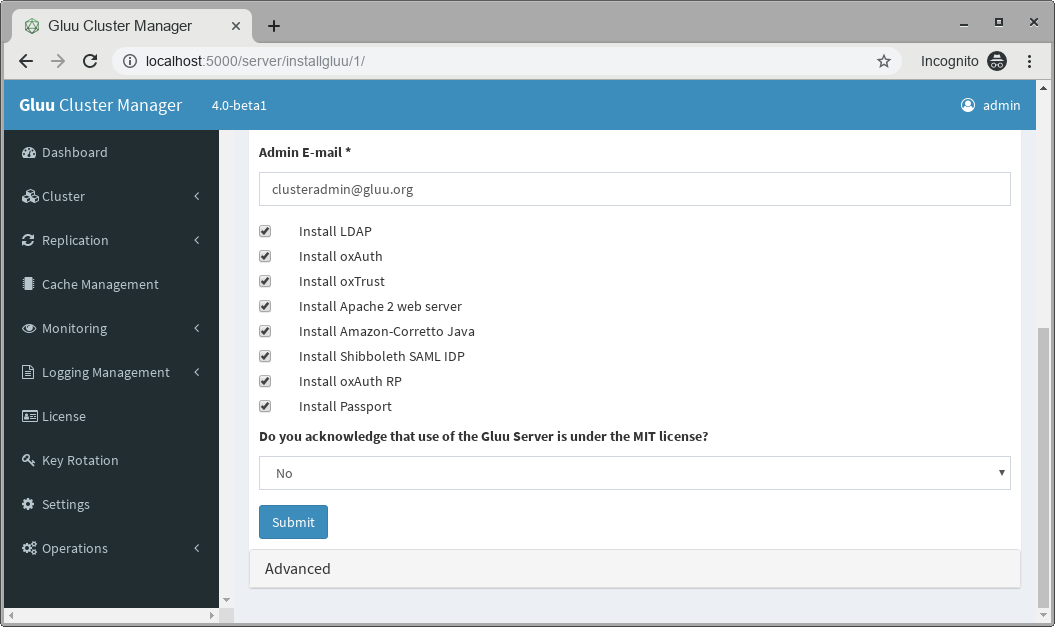 Gluu Cluster Manager
localhost:5000/server/installgluu/1/
Incognito
Gluu Cluster Manager 4.0-beta1 admin
Dashboard
Cluster
Replication
Cache Management
Monitoring
Logging Management
License
Key Rotation
Settings
Operations
Admin E-mail *
clusteradmin@gluu.org
Install LDAP
Install oxAuth
Install oxTrust
Install Apache 2 web server
Install Amazon-Corretto Java
Install Shibboleth SAML IDP
Install oxAuth RP
Install Passport
Do you acknowledge that use of the Gluu Server is under the MIT license?
No
Submit
Advanced